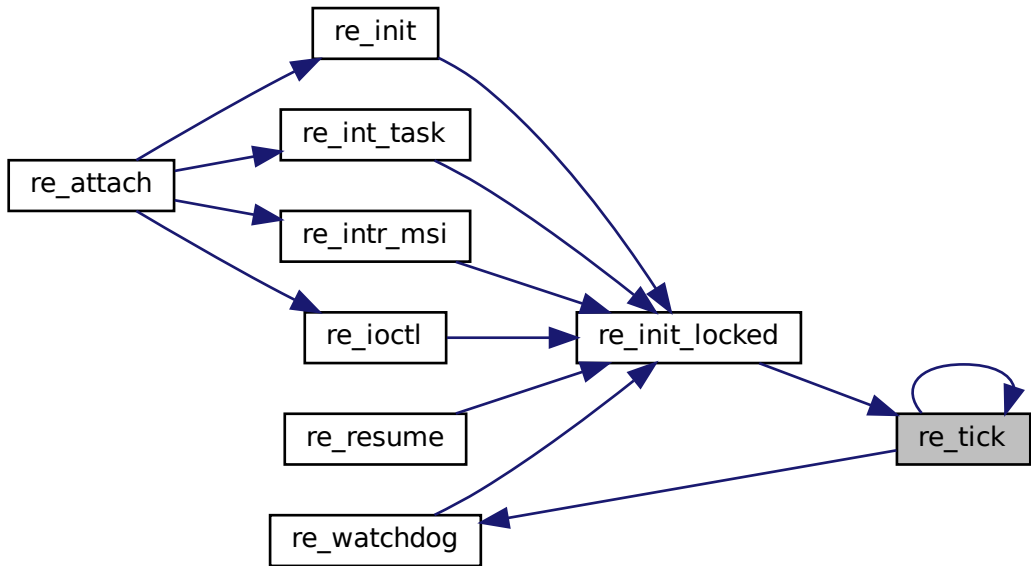 re_init
re_int_task
re_attach
re_intr_msi
re_ioctl
re_init_locked
re_resume
re_tick
re_watchdog